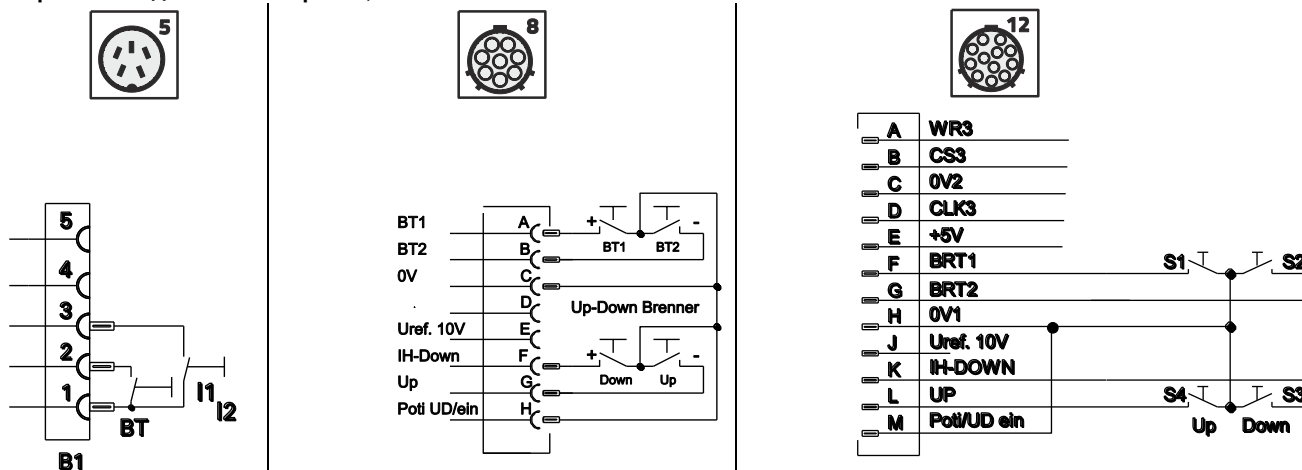 5
8
12
5
4
3
2
1
I1
I2
BT
B1
BT1
BT2
0V
Uref. 10V
IH-Down
Up
Poti UD/ein
A
B
C
D
E
F
G
H
+
-
BT1
BT2
Up-Down Brenner
+
-
Down
Up
A WR3
B CS3
C 0V2
D CLK3
E +5V
F BRT1
G BRT2
H 0V1
J Uref. 10V
K IH-DOWN
L UP
M Poti/UD ein
S1
S2
S4
S3
Up
Down